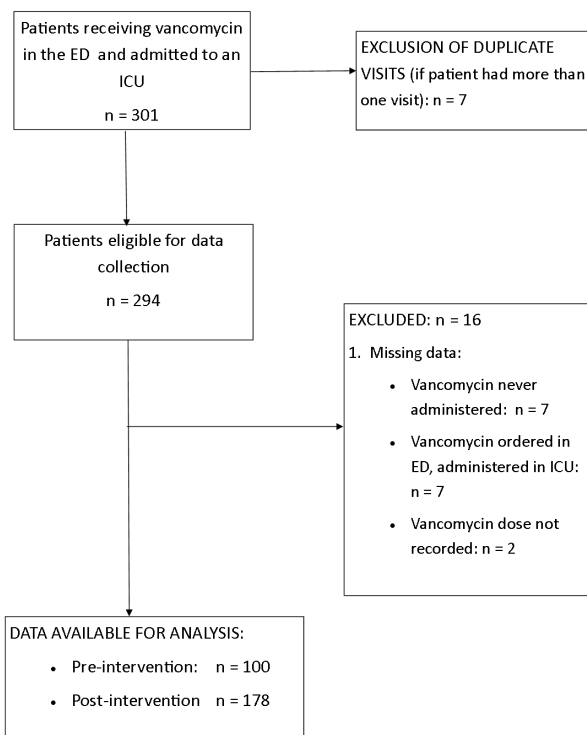 Patients receiving vancomycin
in the ED and admitted to an
ICU
n = 301
EXCLUSION OF DUPLICATE
VISITS (if patient had more than
one visit): n = 7
Patients eligible for data
collection
n = 294
EXCLUDED: n = 16
1. Missing data:
• Vancomycin never
administered: n = 7
• Vancomycin ordered in
ED, administered in ICU:
n = 7
• Vancomycin dose not
recorded: n = 2
DATA AVAILABLE FOR ANALYSIS:
• Pre-intervention: n = 100
• Post-intervention n = 178